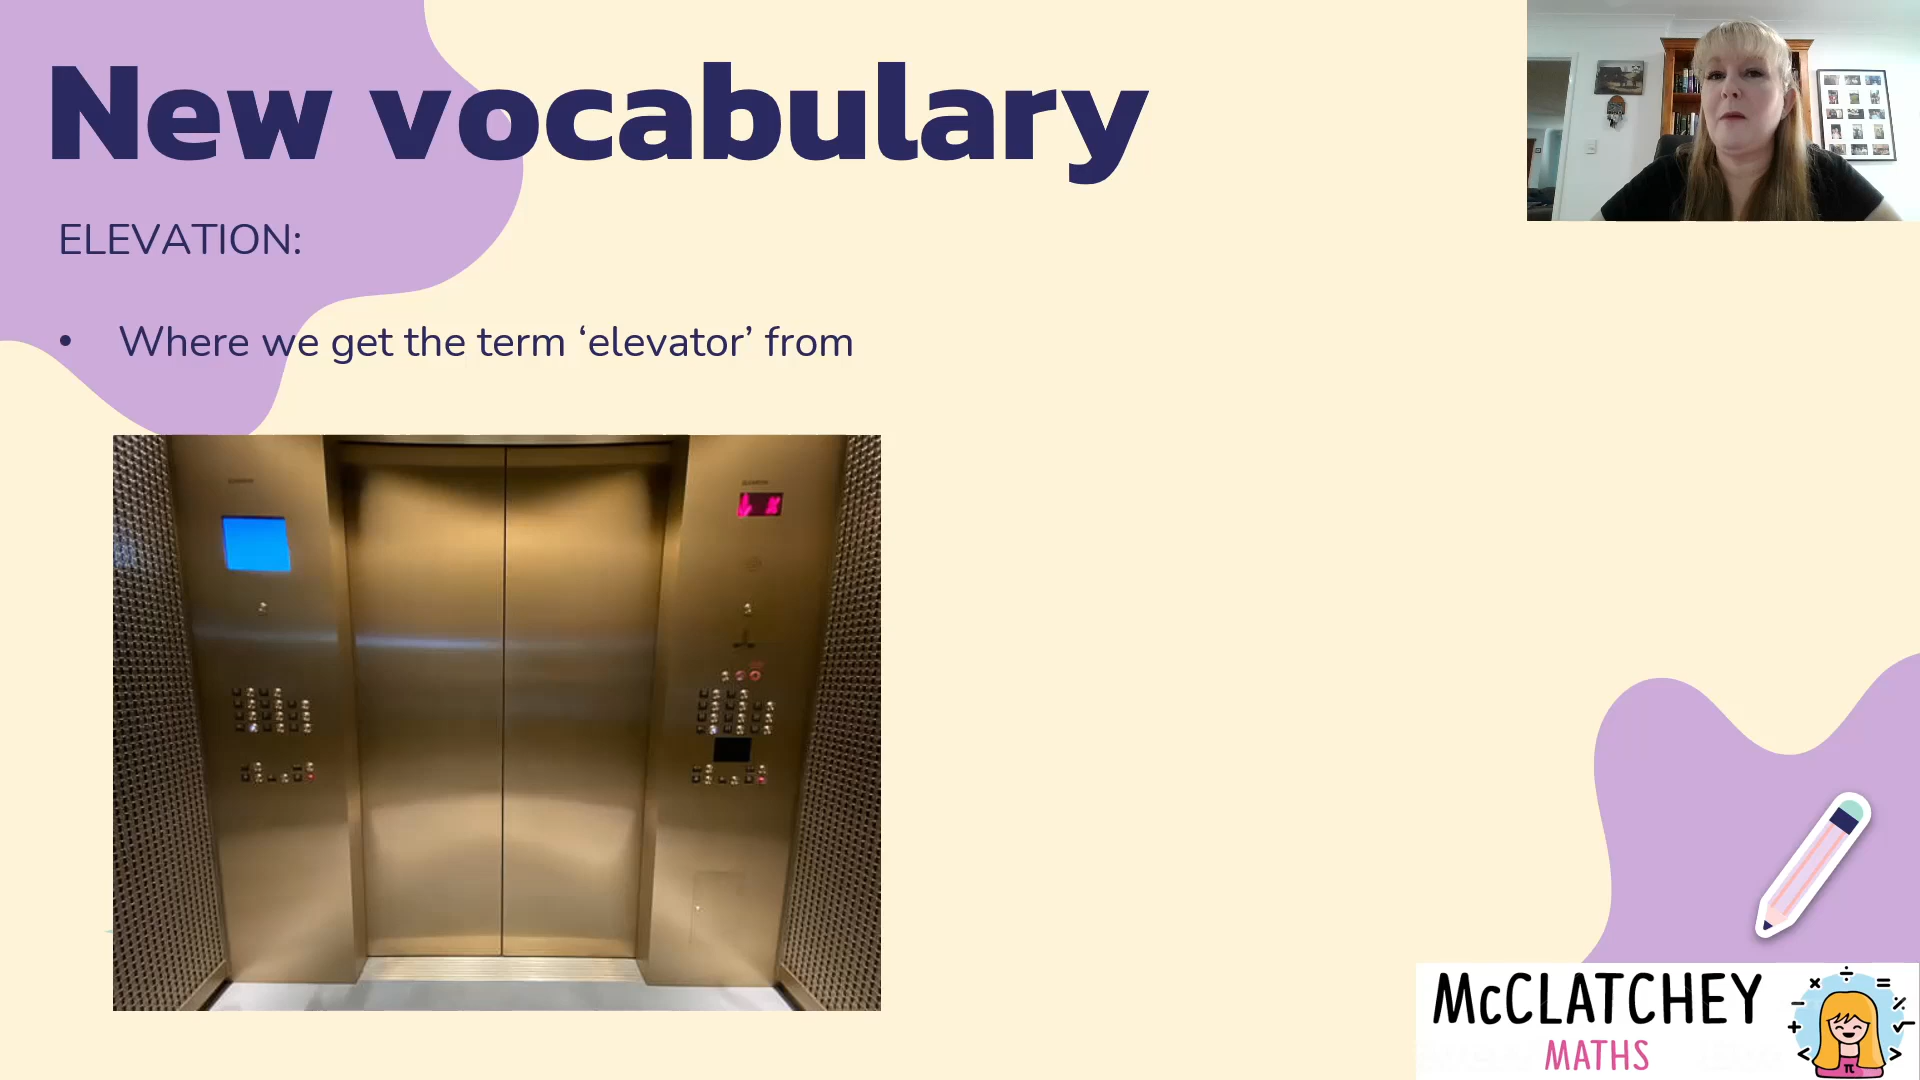 New vocabulary
ELEVATION:
• Where we get the term ‘elevator’ from
McCLATCHEY
MATHS